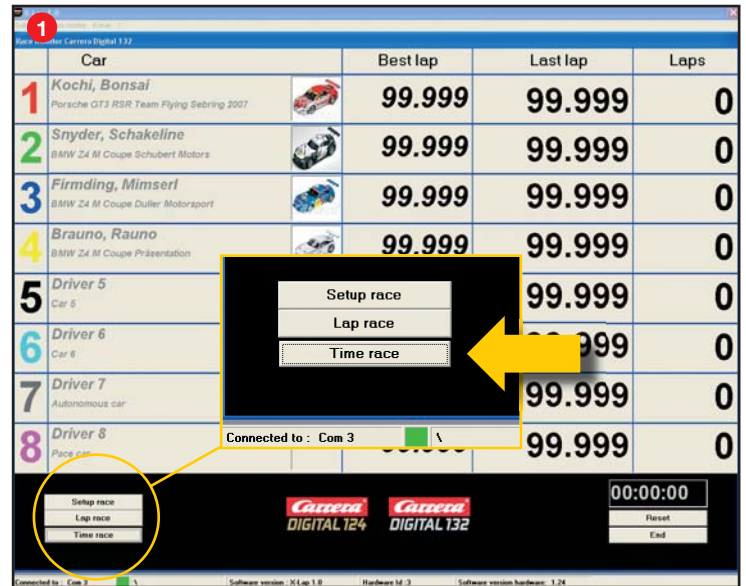 1
Race Monitor Carrera Digital 132
Car Best lap Last lap Laps
1 Kochi, Bonsai 99.999 99.999 0
Porsche GT3 RSR Team Flying Sebring 2007
2 Snyder, Schakeline 99.999 99.999 0
BMW Z4 M Coupe Schubert Motors
3 Firmding, Mimserl 99.999 99.999 0
BMW Z4 M Coupe Duller Motorsport
4 Brauno, Rauno 99.999 99.999 0
BMW Z4 M Coupe Präsentation
5 Driver 5 99.999 0
Car 5
6 Driver 6 99.999 0
Car 6
7 Driver 7 99.999 0
Autonomous car
8 Driver 8 99.999 0
Pace car
Setup race
Lap race
Time race
Connected to : Com 3 \
Setup race
Lap race
Time race
Carrera DIGITAL 124
Carrera DIGITAL 132
00:00:00
Reset
End
Connected to : Com 3 \ Software version : X-Lap 1.0 Hardware Id :3 Software version hardware: 1.24